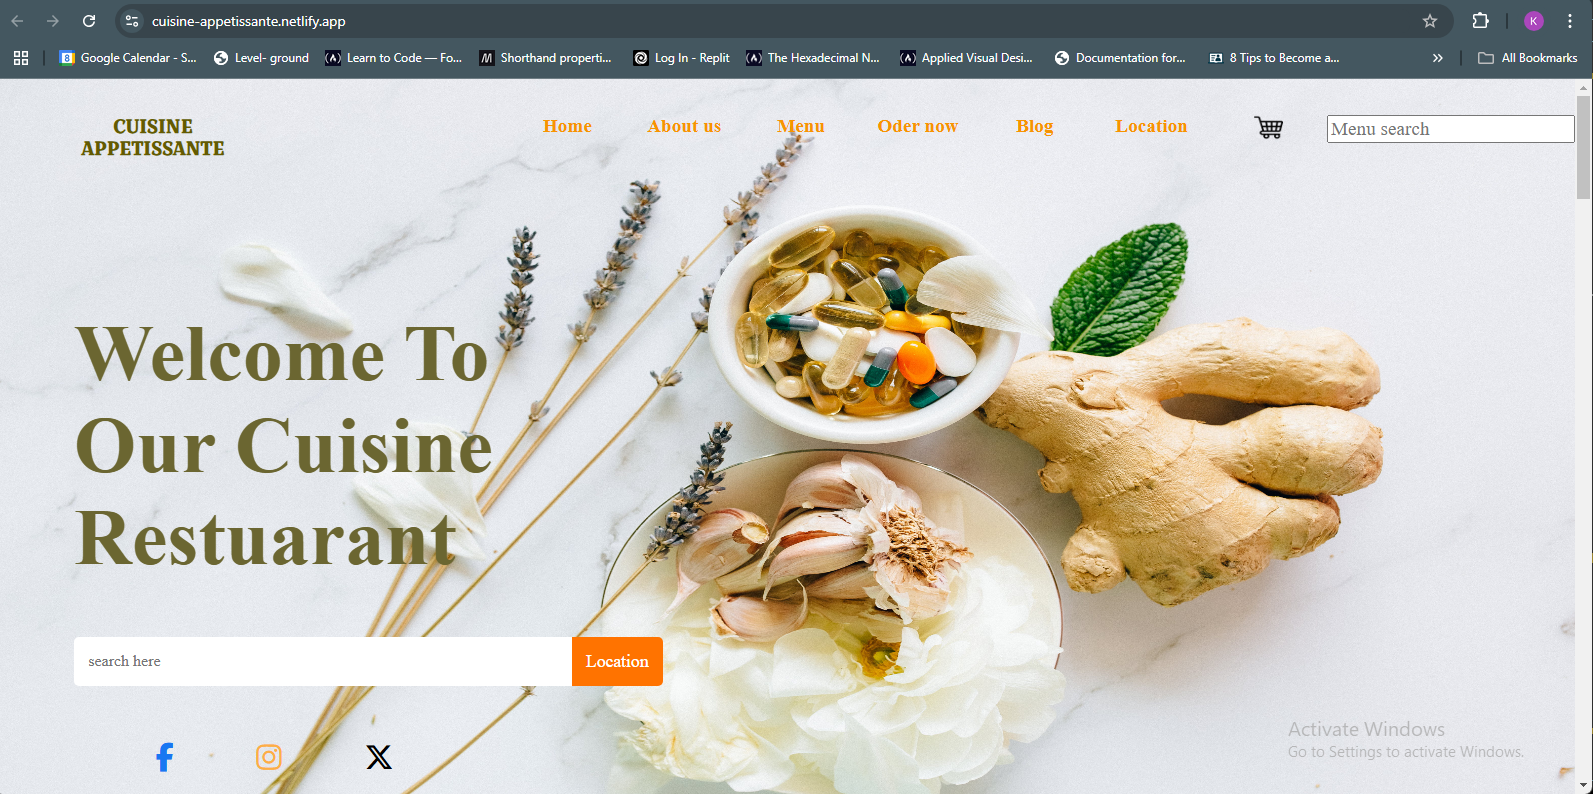 cuisine-appetissante.netlify.app
K
Google Calendar - S...
Level- ground
Learn to Code — Fo...
Shorthand properti...
Log In - Replit
The Hexadecimal N...
Applied Visual Desi...
Documentation for...
8 Tips to Become a...
All Bookmarks
CUISINE
APPETISSANTE
Home
About us
Menu
Oder now
Blog
Location
Menu search
Welcome To
Our Cuisine
Restuarant
search here
Location
Activate Windows
Go to Settings to activate Windows.